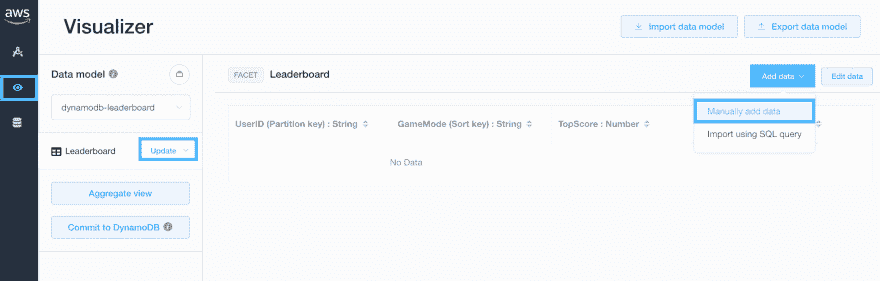 aws
Visualizer
Import data model
Export data model
Data model
dynamodb-leaderboard
Leaderboard
Update
Aggregate view
Commit to DynamoDB
FACET
Leaderboard
Add data
Edit data
Manually add data
Import using SQL query
UserID (Partition key) : String
GameMode (Sort key) : String
TopScore : Number
No Data